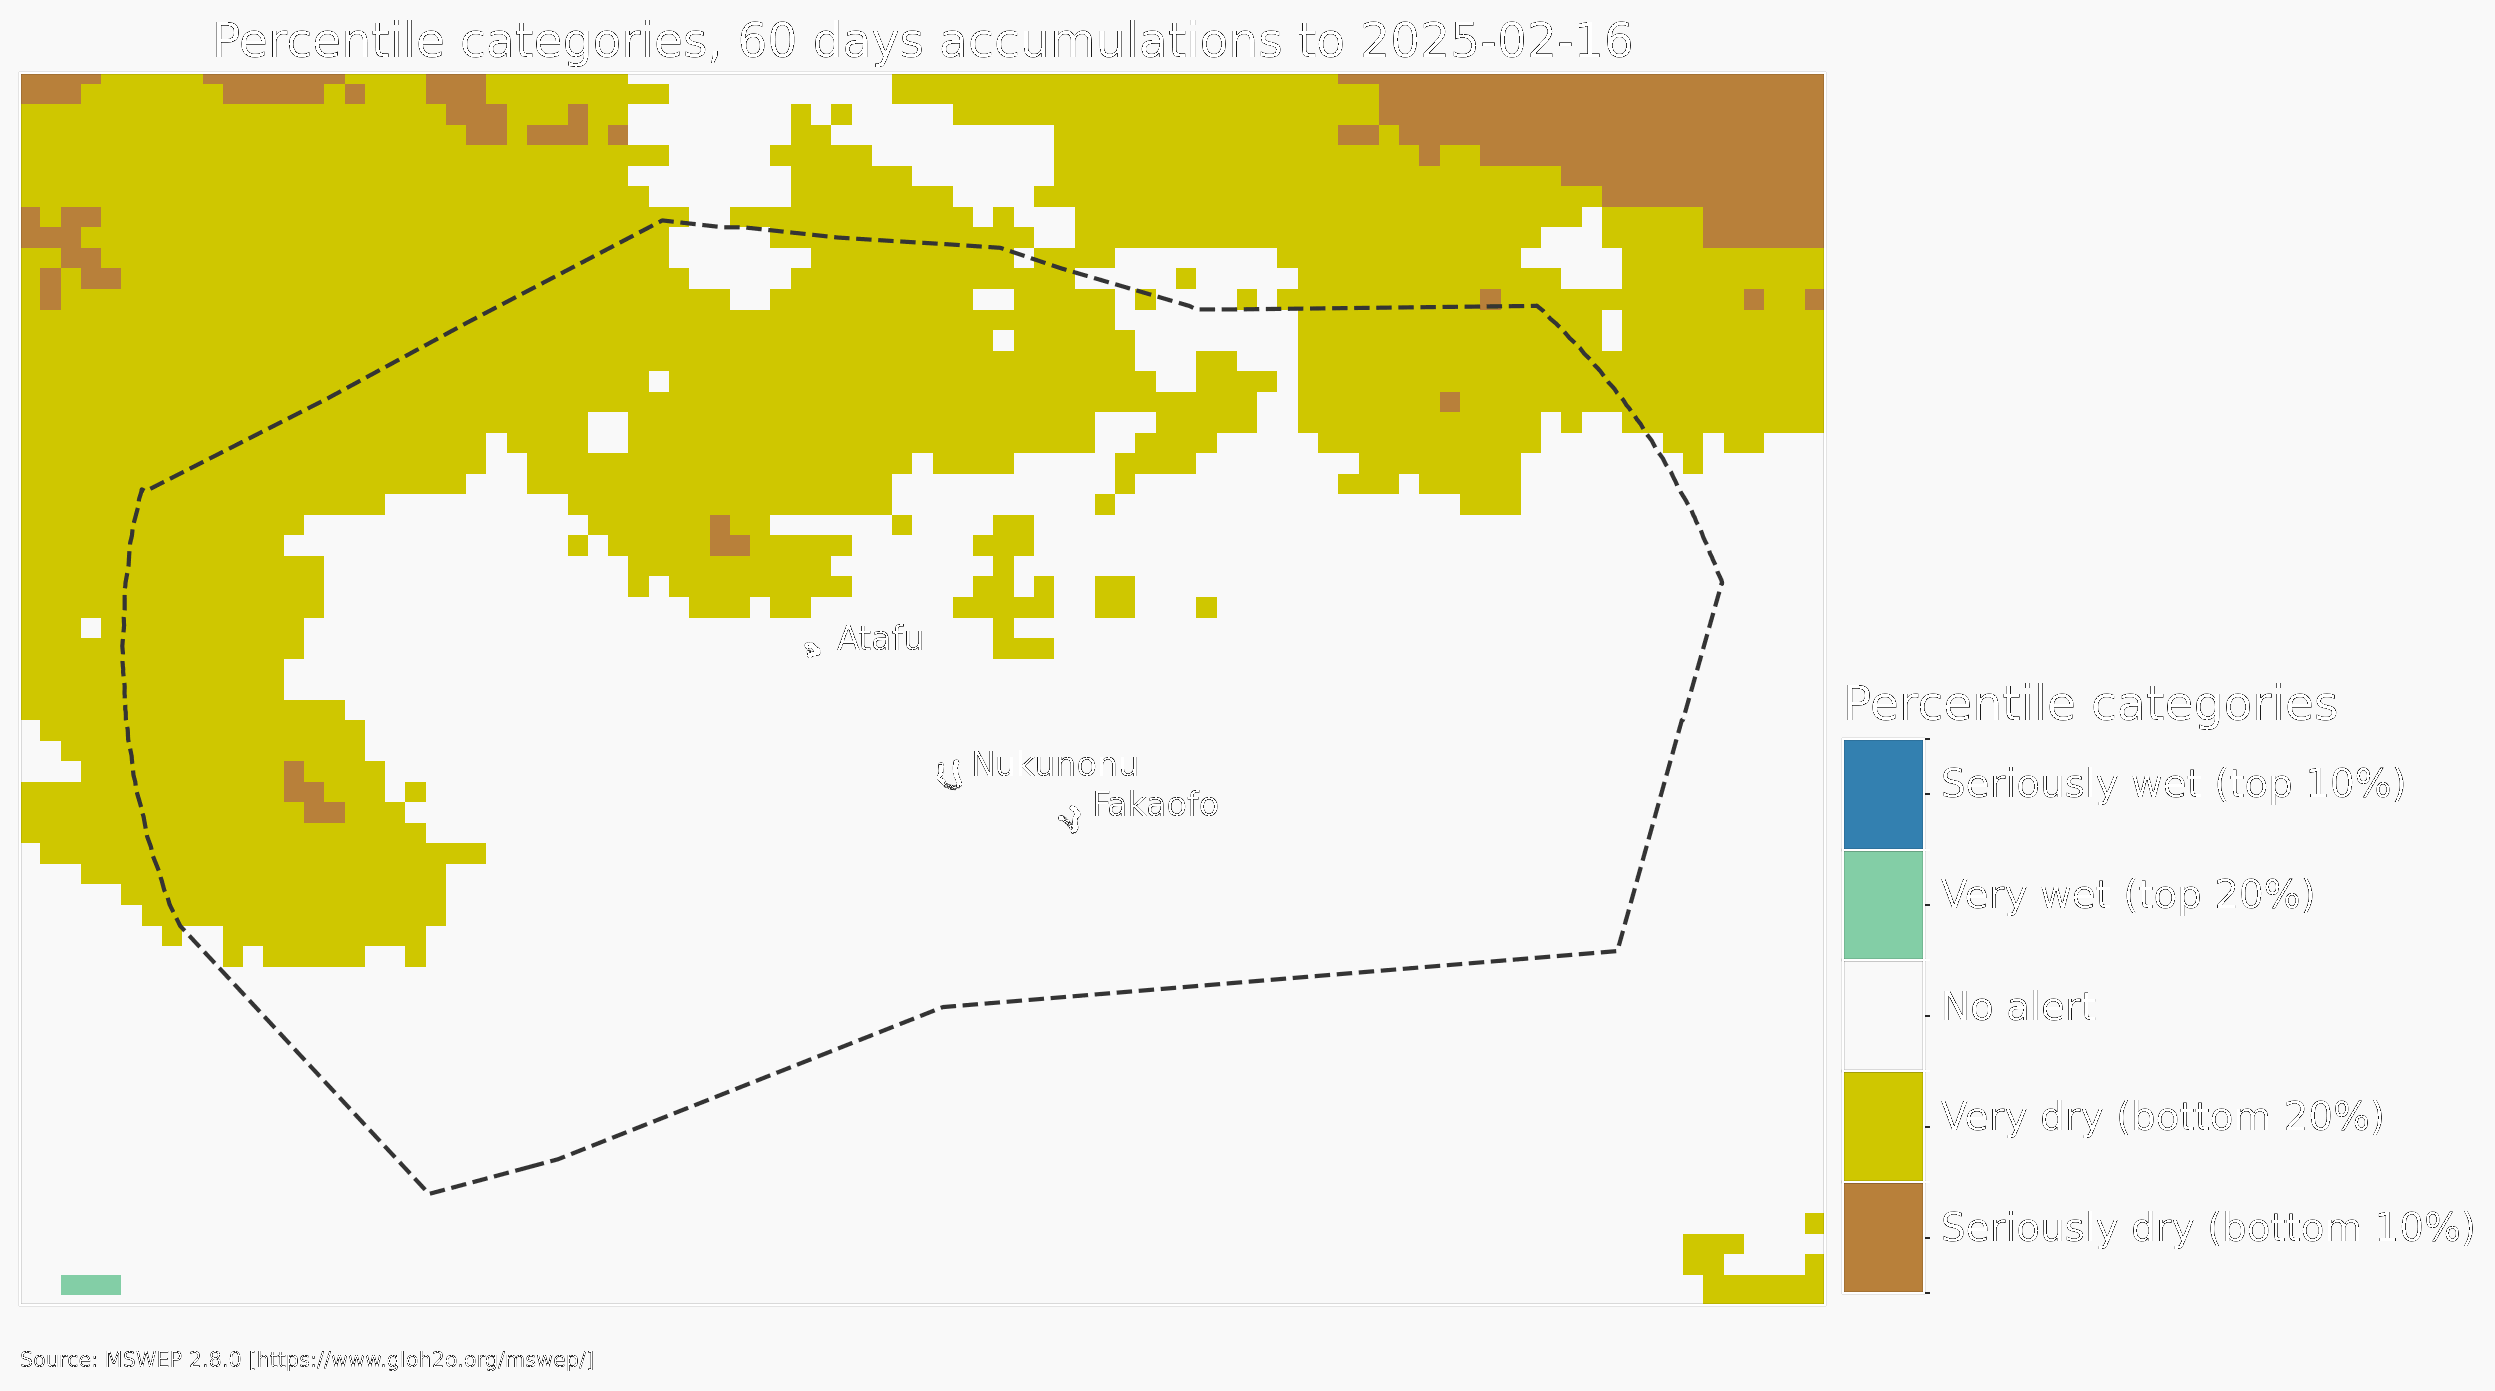 Percentile categories, 60 days accumulations to 2025-02-16
Atafu
Nukunonu
Fakaofo
Percentile categories
Seriously wet (top 10%)
Very wet (top 20%)
No alert
Very dry (bottom 20%)
Seriously dry (bottom 10%)
Source: MSWEP 2.8.0 [https://www.gloh2o.org/mswep/]